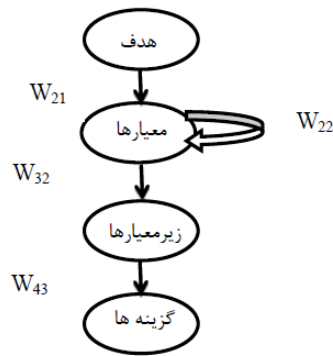 هدف
W21
معیارها
W22
W32
زیرمعیارها
W43
گزینه ها